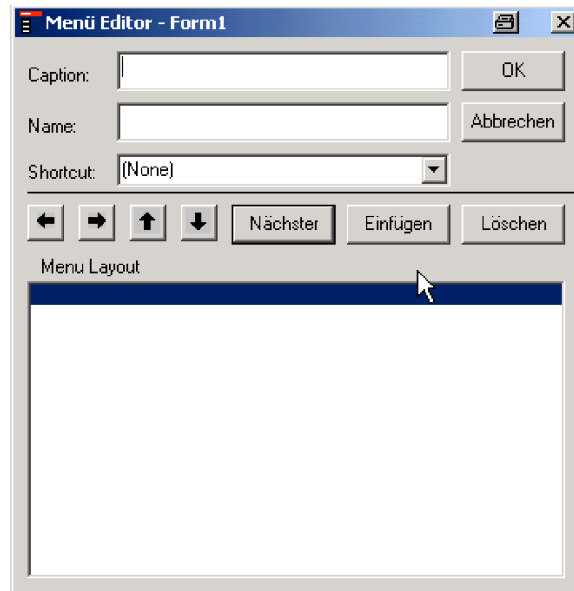 Menü Editor - Form1
Caption:
OK
Name:
Abbrechen
Shortcut:
(None)
Nächster
Einfügen
Löschen
Menu Layout